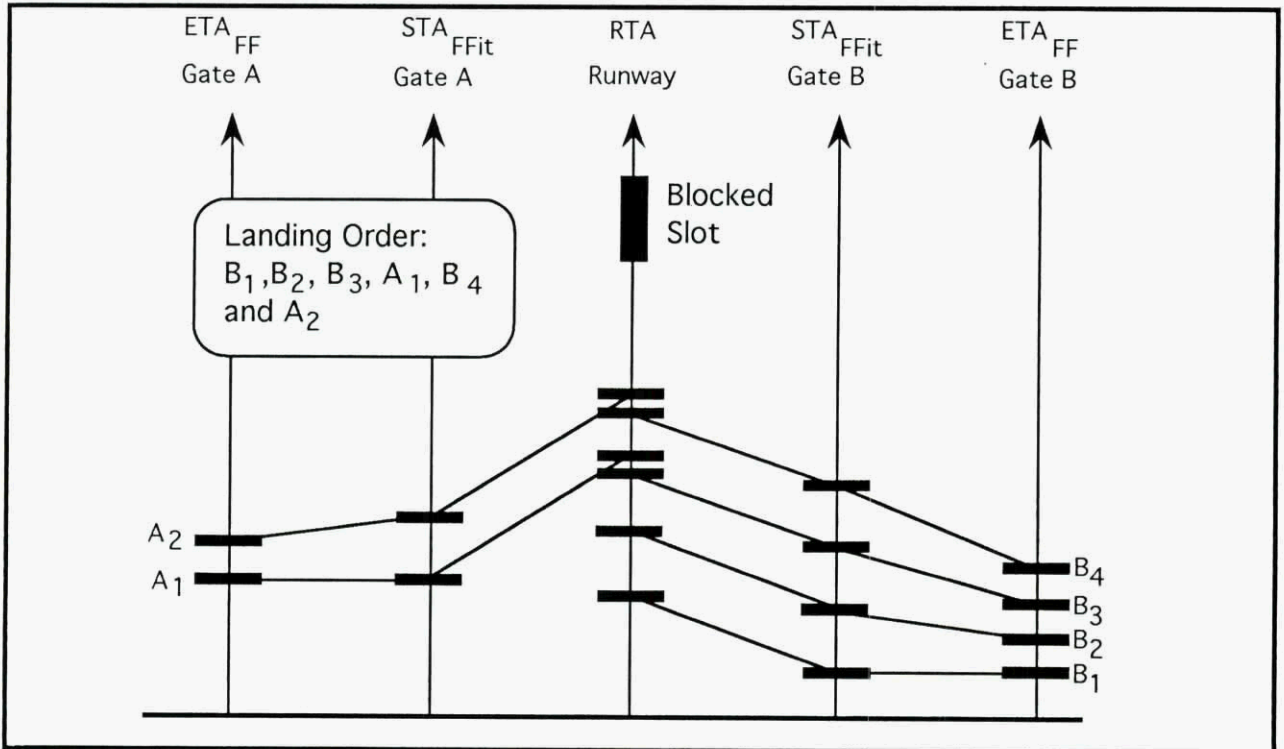 ETA FF Gate A
STA FFit Gate A
RTA Runway
STA FFit Gate B
ETA FF Gate B
Blocked
Slot
Landing Order:
B1,B2, B3, A1, B4
and A2
A2
A1
B4
B3
B2
B1